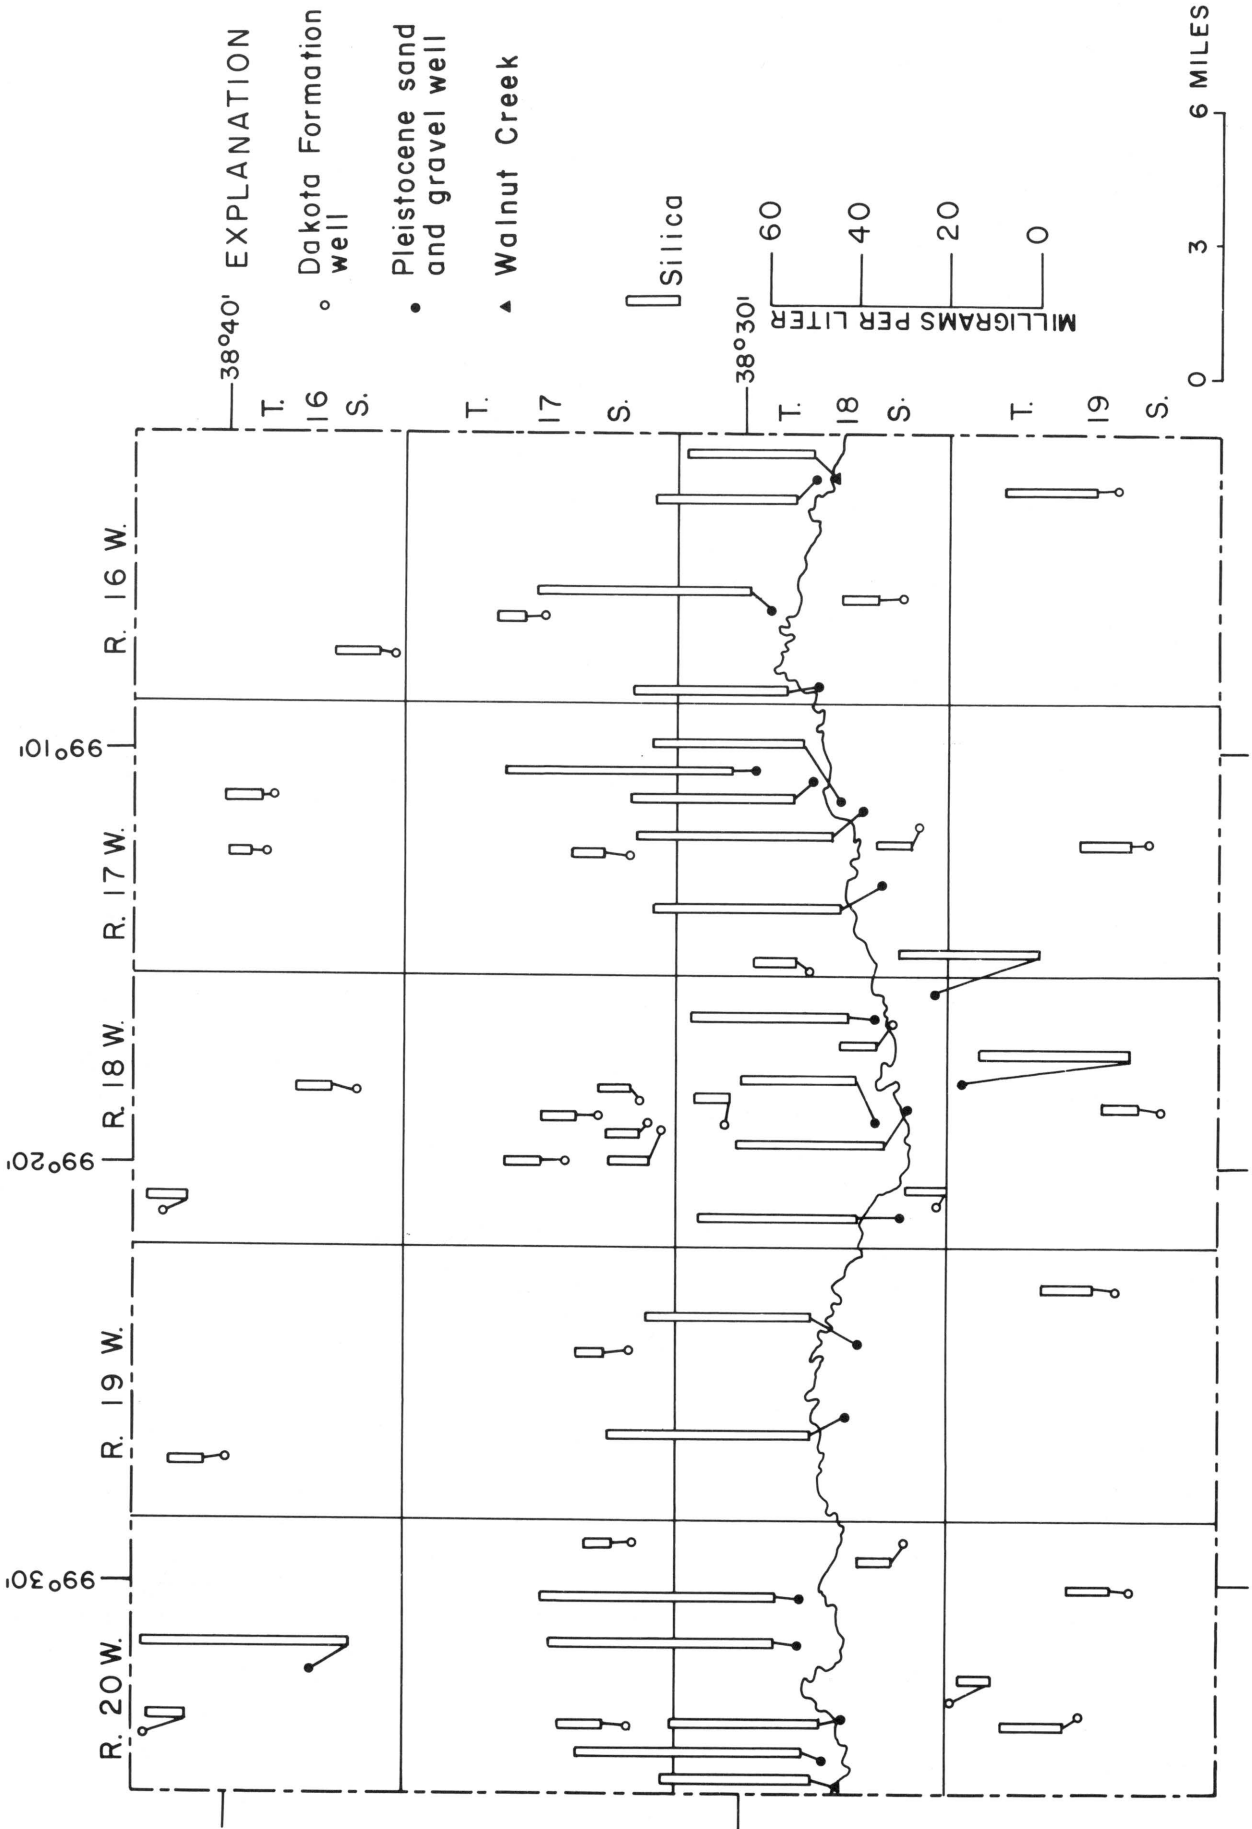 R. 20 W.
R. 19 W.
R. 18 W.
R. 17 W.
R. 16 W.
99°30'
99°20'
99°10'
38°40'
T.
16
S.
T.
17
S.
38°30'
T.
18
S.
T.
19
S.
EXPLANATION
Dakota Formation
well
Pleistocene sand
and gravel well
Walnut Creek
Silica
60
40
20
0
MILLIGRAMS PER LITER
0
3
6 MILES